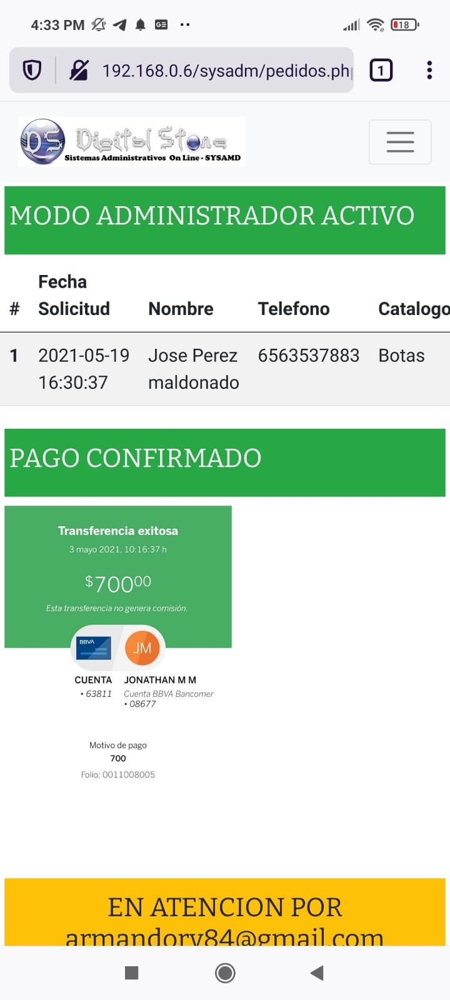 4:33 PM
18
192.168.0.6/sysadm/pedidos.ph
1
DS Digital Stone
Sistemas Administrativos On Line - SYSAMD
MODO ADMINISTRADOR ACTIVO
# Fecha Solicitud Nombre Telefono Catalogo
1 2021-05-19 Jose Perez 6563537883 Botas
16:30:37 maldonado
PAGO CONFIRMADO
Transferencia exitosa
3 mayo 2021, 10:16:37 h
$70000
Esta transferencia no genera comisión.
BBVA JM
CUENTA JONATHAN M M
• 63811 Cuenta BBVA Bancomer
• 08677
Motivo de pago
700
Folio: 0011008005
EN ATENCION POR
armandorv84@gmail.com